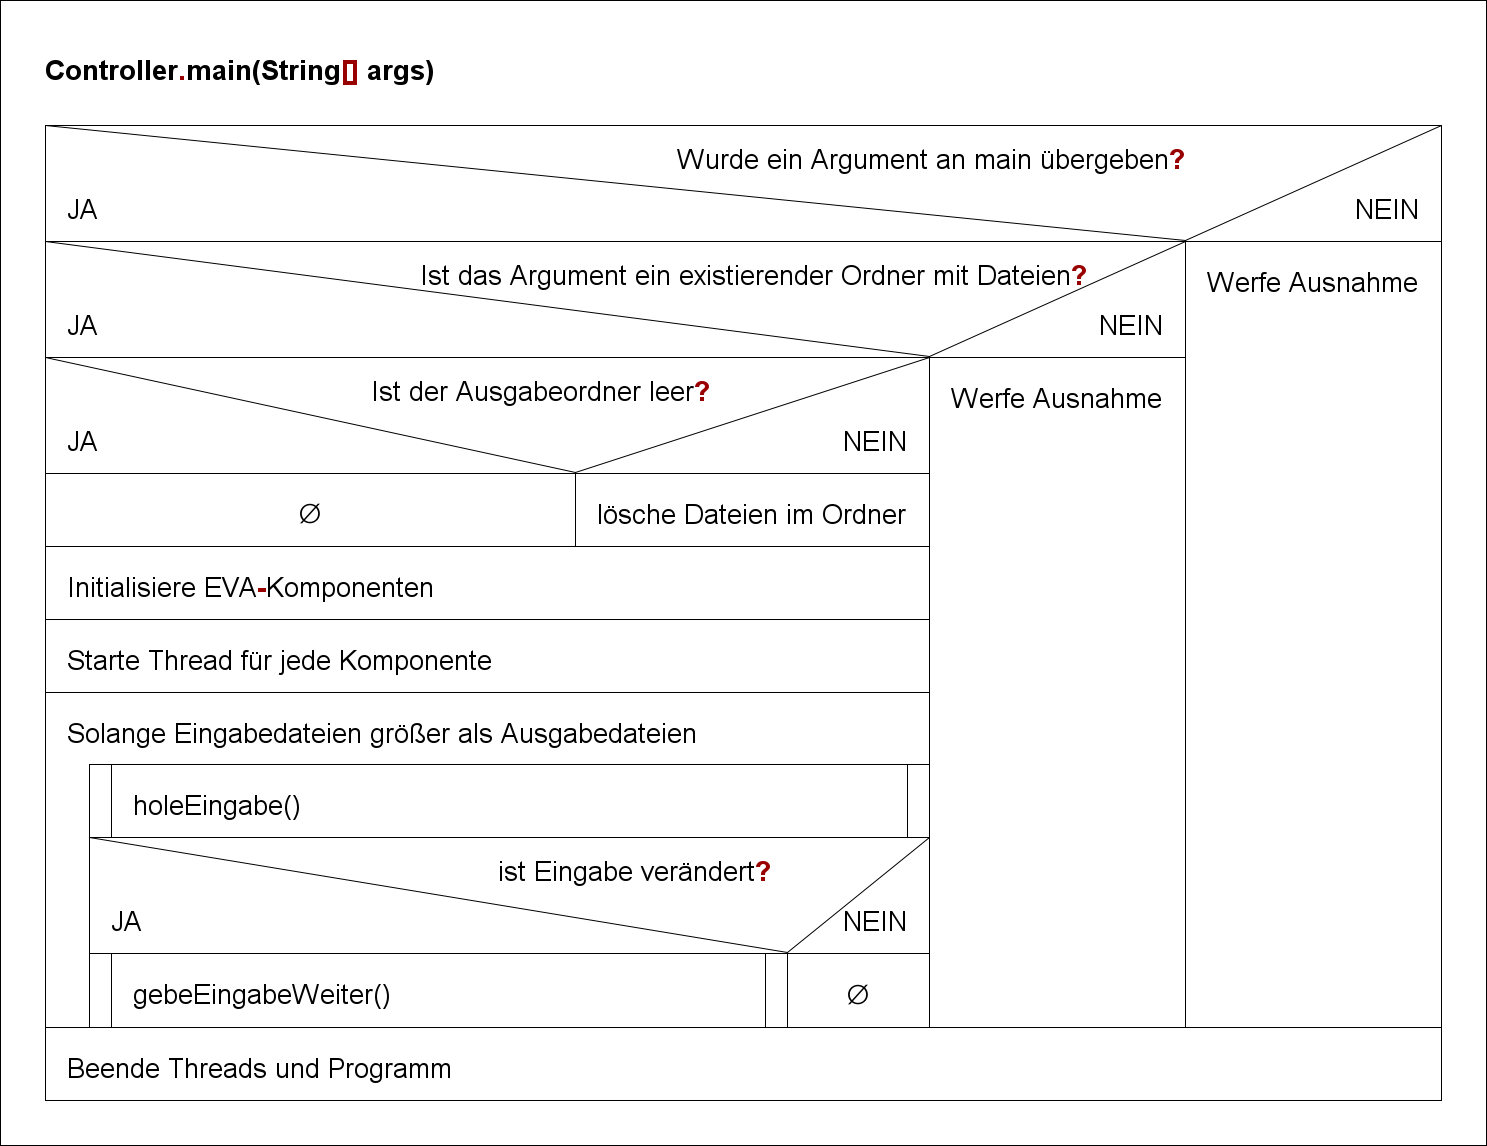 Controller.main(String[] args)
Wurde ein Argument an main übergeben?
JA
NEIN
Ist das Argument ein existierender Ordner mit Dateien?
Werfe Ausnahme
JA
NEIN
Ist der Ausgabeordner leer?
Werfe Ausnahme
JA
NEIN
∅
lösche Dateien im Ordner
Initialisiere EVA-Komponenten
Starte Thread für jede Komponente
Solange Eingabedateien größer als Ausgabedateien
holeEingabe()
ist Eingabe verändert?
JA
NEIN
gebeEingabeWeiter()
∅
Beende Threads und Programm